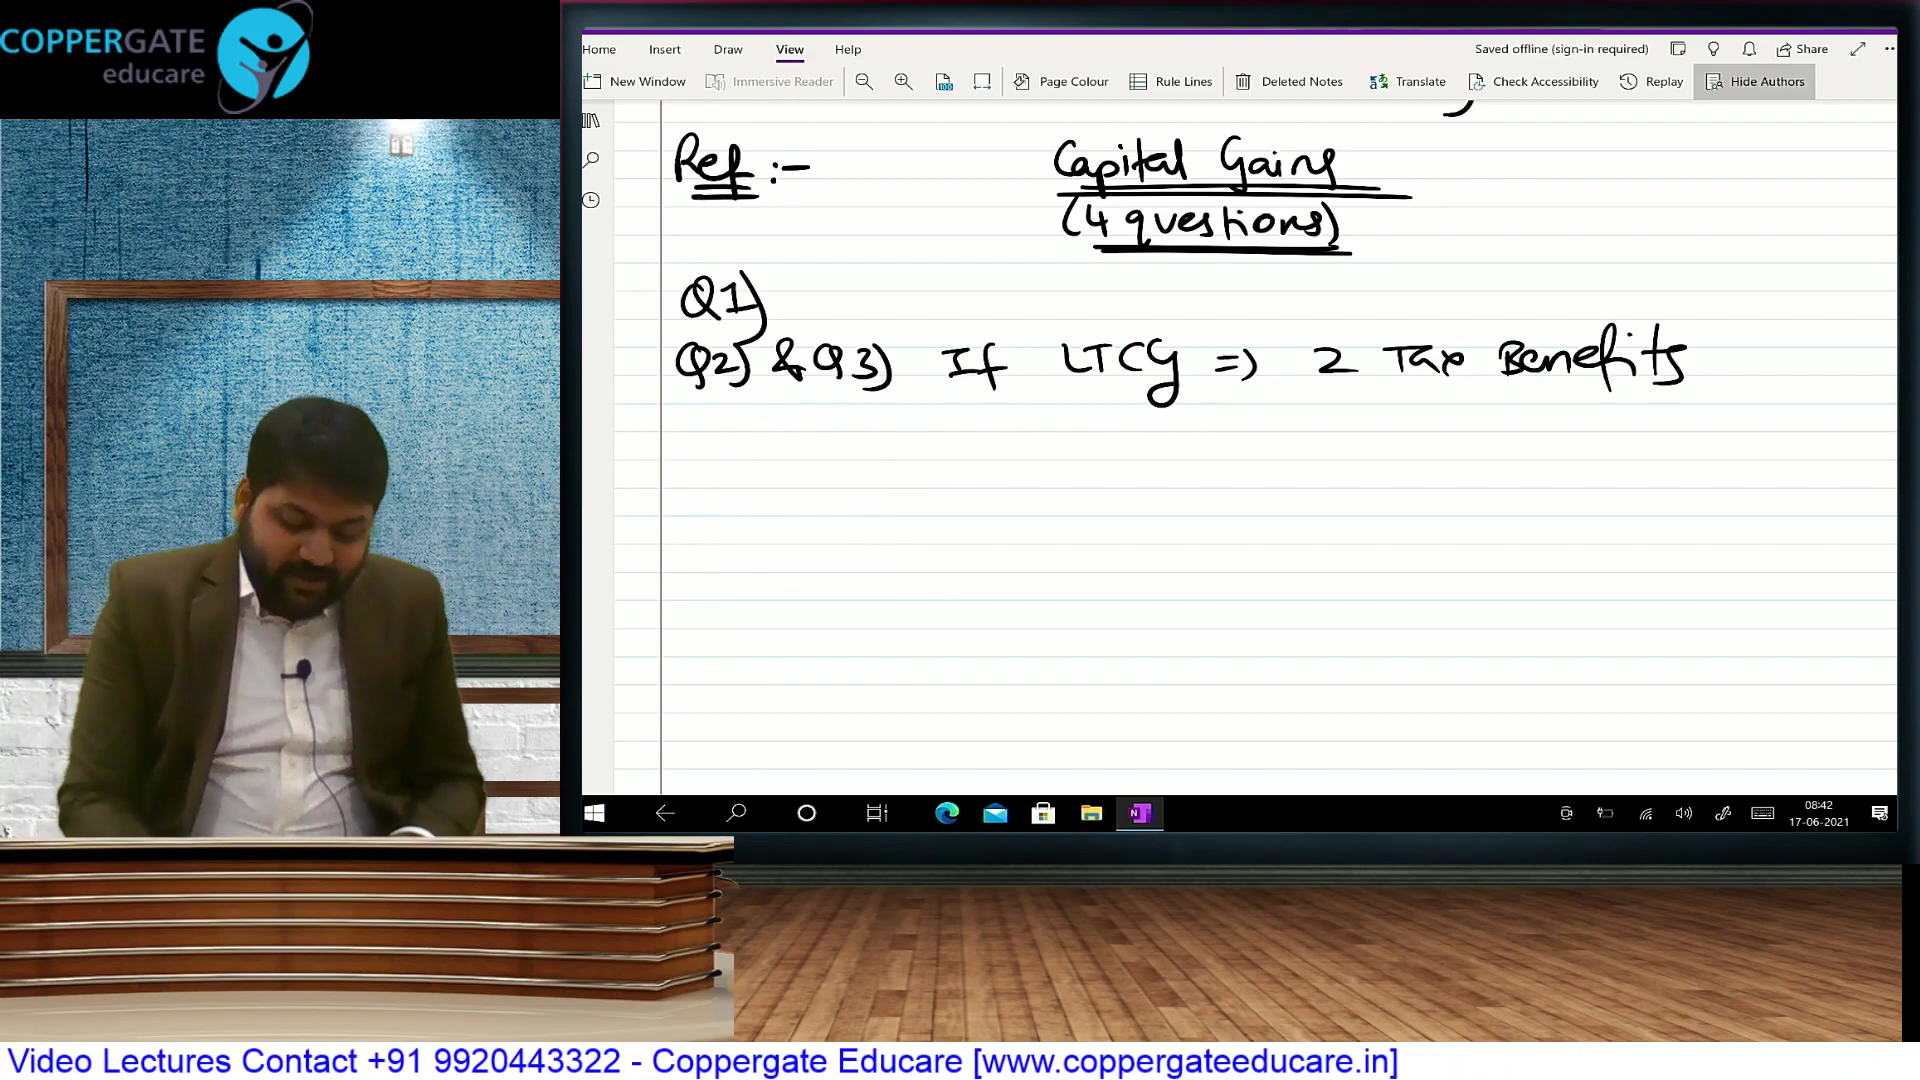 COPPERGATE
educare
Home Insert Draw View Help
Saved offline (sign-in required) Share
New Window Immersive Reader 100 Page Colour Rule Lines Deleted Notes Translate Check Accessibility Replay Hide Authors
Ref :-
Capital Gains
(4 questions)
Q1)
Q2) & Q3) If LTCG => 2 Tax Benefits
N
08:42
17-06-2021
Video Lectures Contact +91 9920443322 - Coppergate Educare [www.coppergateeducare.in]